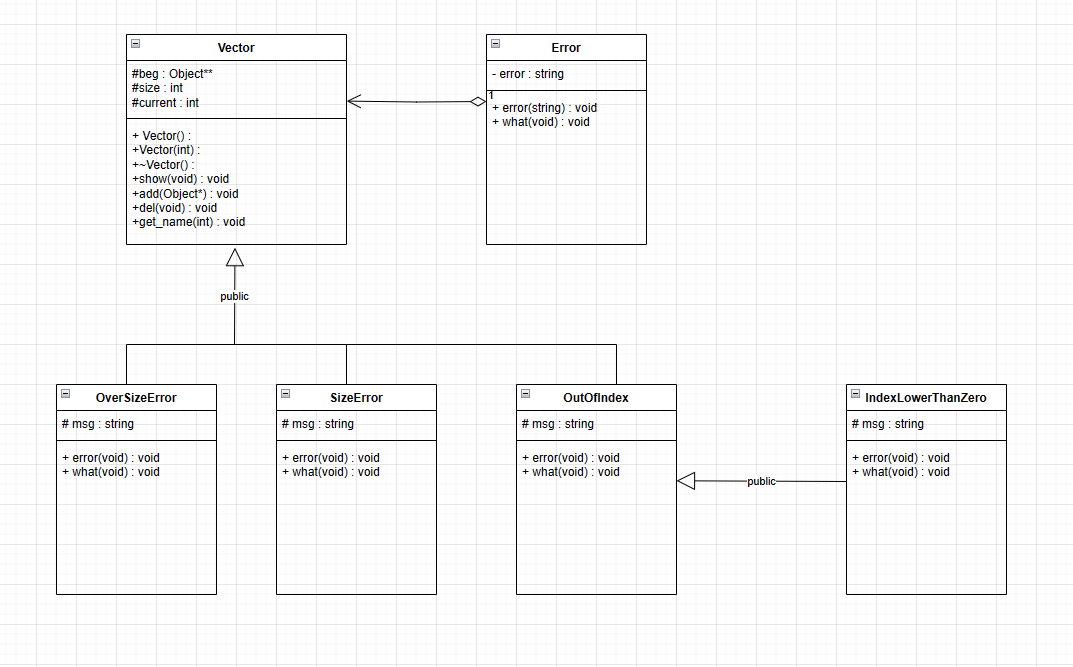 Vector
#beg : Object**
#size : int
#current : int
+ Vector() :
+Vector(int) :
+~Vector() :
+show(void) : void
+add(Object*) : void
+del(void) : void
+get_name(int) : void
Error
- error : string
1
+ error(string) : void
+ what(void) : void
public
OverSizeError
# msg : string
+ error(void) : void
+ what(void) : void
SizeError
# msg : string
+ error(void) : void
+ what(void) : void
OutOfIndex
# msg : string
+ error(void) : void
+ what(void) : void
public
IndexLowerThanZero
# msg : string
+ error(void) : void
+ what(void) : void